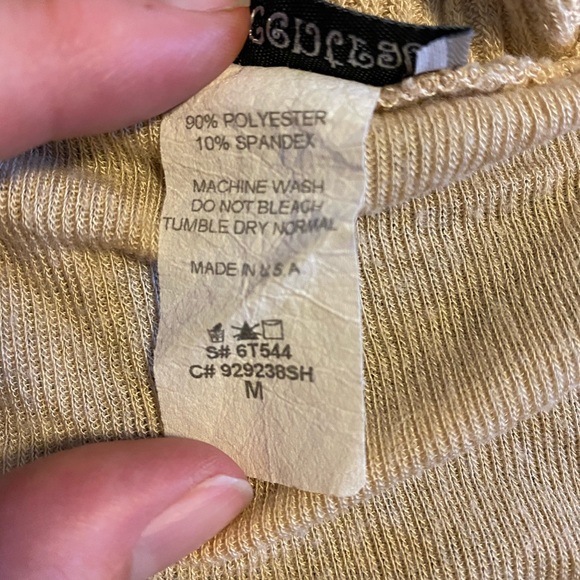 90% POLYESTER
10% SPANDEX
MACHINE WASH
DO NOT BLEACH
TUMBLE DRY NORMAL
MADE IN U.S.A
S# 6T544
C# 929238SH
M